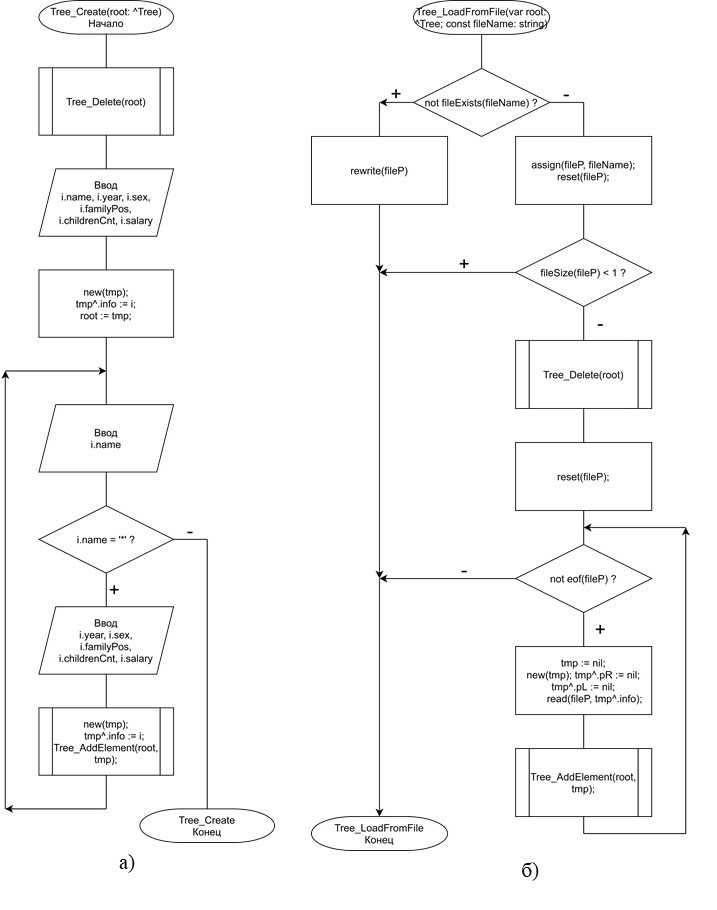 Tree_Create(root: ^Tree)
Начало
Tree_Delete(root)
Ввод
i.name, i.year, i.sex,
i.familyPos,
i.childrenCnt, i.salary
new(tmp);
tmp^.info := i;
root := tmp;
Ввод
i.name
i.name = '*' ?
-
+
Ввод
i.year, i.sex,
i.familyPos,
i.childrenCnt, i.salary
new(tmp);
tmp^.info := i;
Tree_AddElement(root,
tmp);
Tree_Create
Конец
а)
Tree_LoadFromFile(var root:
^Tree; const fileName: string)
not fileExists(fileName) ?
+
-
rewrite(fileP)
assign(fileP, fileName);
reset(fileP);
fileSize(fileP) < 1 ?
+
-
Tree_Delete(root)
reset(fileP);
not eof(fileP) ?
-
+
tmp := nil;
new(tmp); tmp^.pR := nil;
tmp^.pL := nil;
read(fileP, tmp^.info);
Tree_AddElement(root,
tmp);
Tree_LoadFromFile
Конец
б)